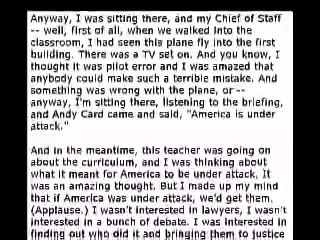 Anyway, I was sitting there, and my Chief of Staff
-- well, first of all, when we walked into the
classroom, I had seen this plane fly into the first
building. There was a TV set on. And you know, I
thought it was pilot error and I was amazed that
anybody could make such a terrible mistake. And
something was wrong with the plane, or --
anyway, I'm sitting there, listening to the briefing,
and Andy Card came and said, "America is under
attack."
And in the meantime, this teacher was going on
about the curriculum, and I was thinking about
what it meant for America to be under attack. It
was an amazing thought. But I made up my mind
that if America was under attack, we'd get them.
(Applause.) I wasn't interested in lawyers, I wasn't
interested in a bunch of debate. I was interested in
finding out who did it and bringing them to justice